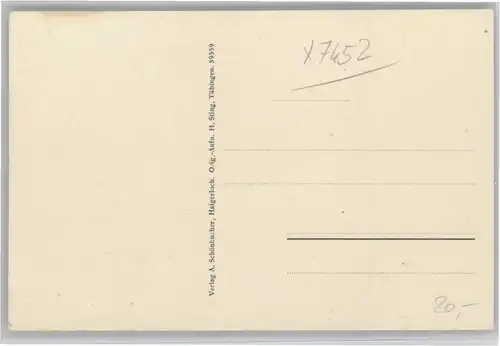 x7452
Verlag A. Schönbucher, Haigerloch. Orig.-Aufn. H. Sting, Tübingen. 59559
20,-